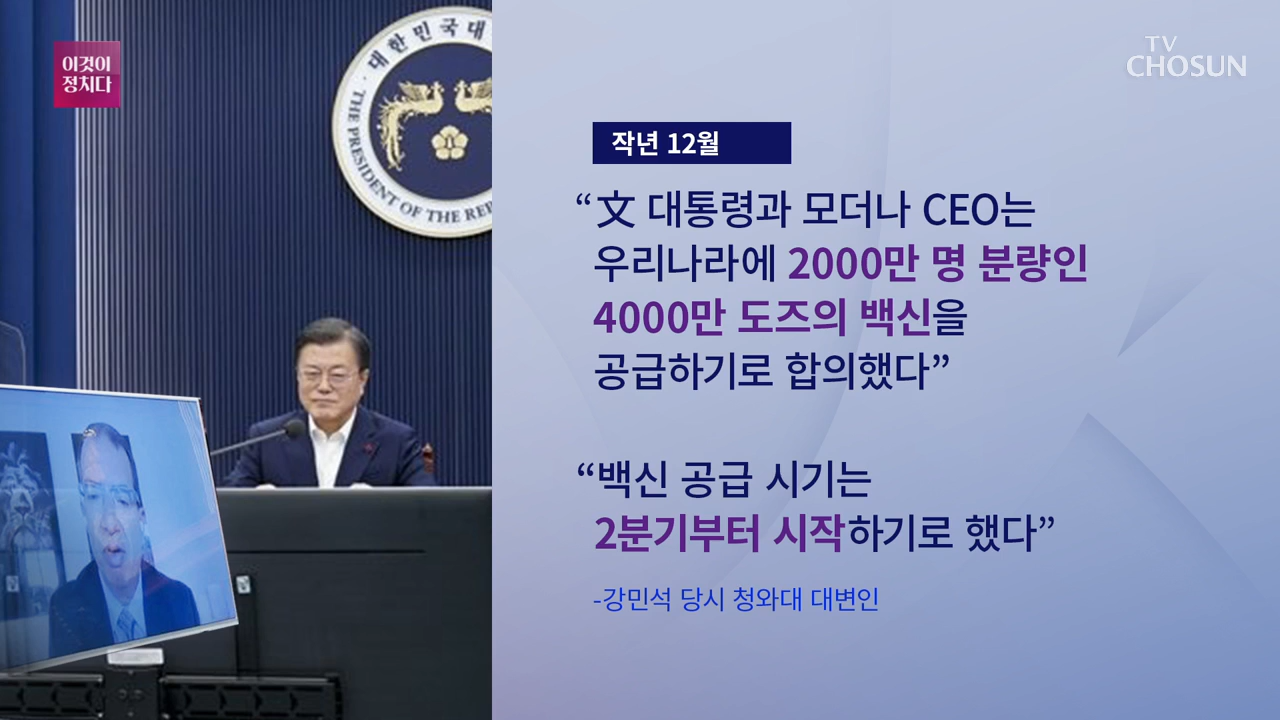 이것이
정치다
대한민국대
THE PRESIDENT OF THE REP
TV
CHOSUN
작년 12월
“文 대통령과 모더나 CEO는
우리나라에 2000만 명 분량인
4000만 도즈의 백신을
공급하기로 합의했다”
“백신 공급 시기는
2분기부터 시작하기로 했다”
-강민석 당시 청와대 대변인